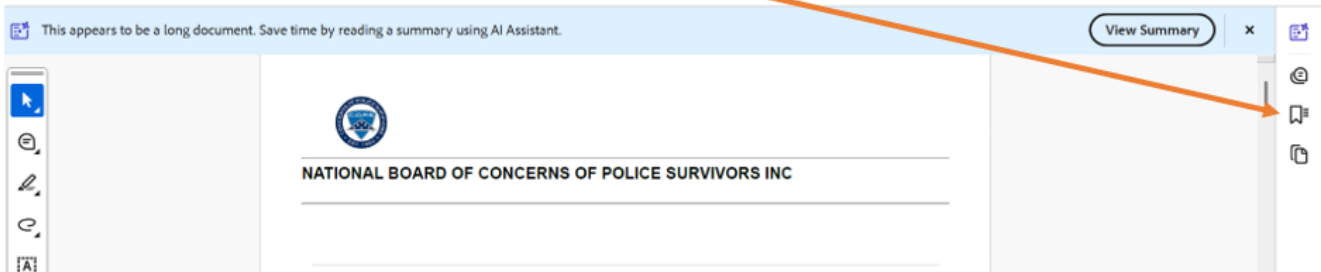 This appears to be a long document. Save time by reading a summary using AI Assistant.
View Summary
NATIONAL BOARD OF CONCERNS OF POLICE SURVIVORS INC